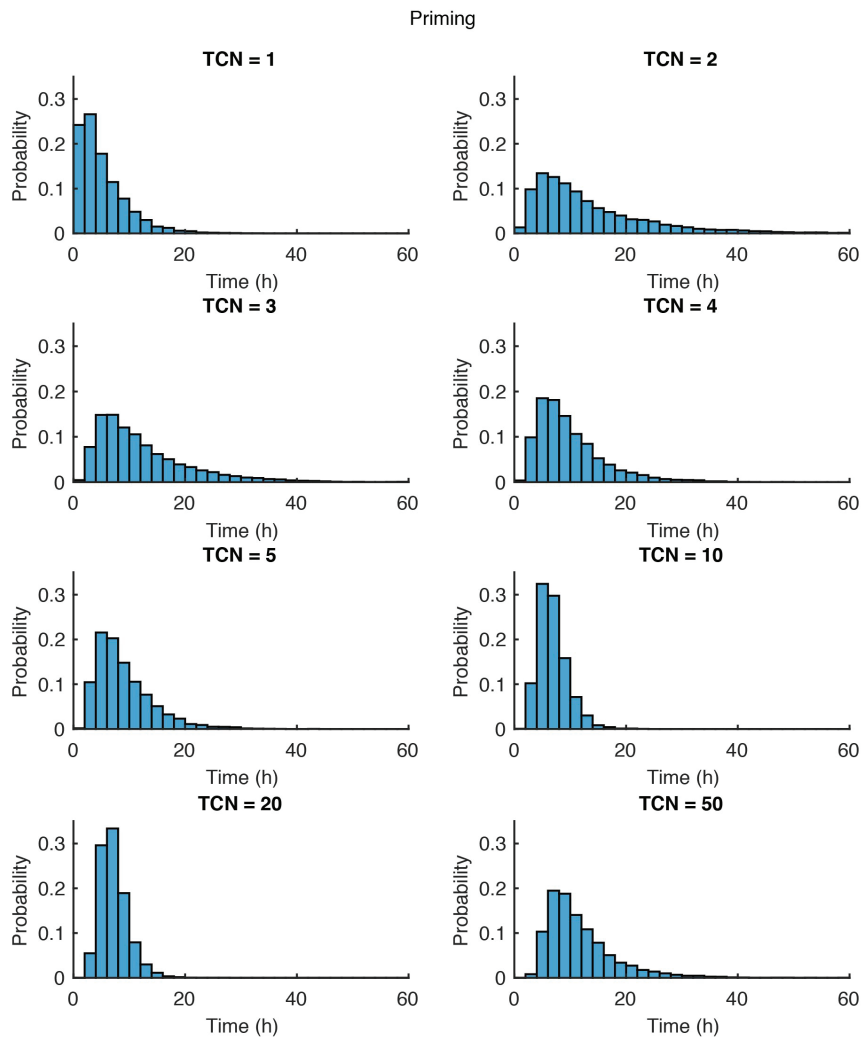 Priming
TCN = 1
Probability
0.3
0.2
0.1
0
0 20 40 60
Time (h)
TCN = 2
Probability
0.3
0.2
0.1
0
0 20 40 60
Time (h)
TCN = 3
Probability
0.3
0.2
0.1
0
0 20 40 60
Time (h)
TCN = 4
Probability
0.3
0.2
0.1
0
0 20 40 60
Time (h)
TCN = 5
Probability
0.3
0.2
0.1
0
0 20 40 60
Time (h)
TCN = 10
Probability
0.3
0.2
0.1
0
0 20 40 60
Time (h)
TCN = 20
Probability
0.3
0.2
0.1
0
0 20 40 60
Time (h)
TCN = 50
Probability
0.3
0.2
0.1
0
0 20 40 60
Time (h)